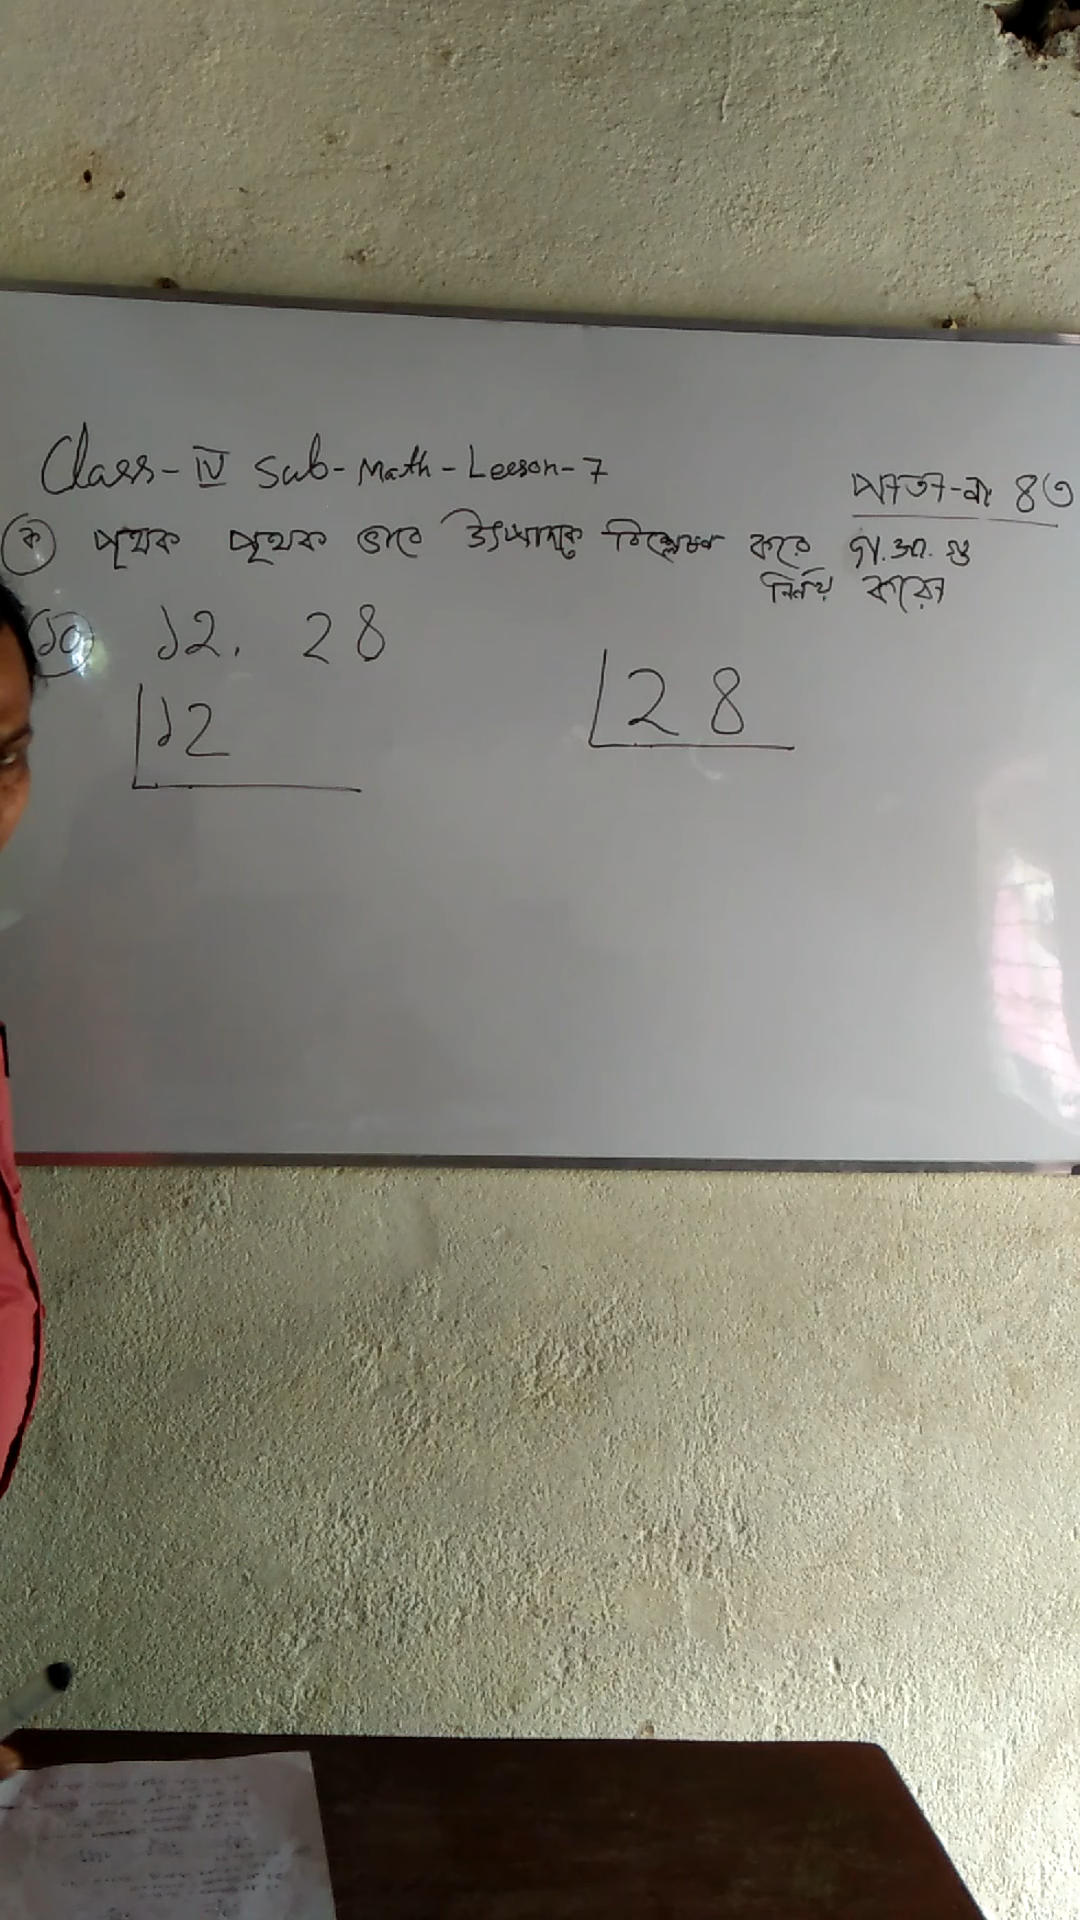 Class-IV Sub-Math-Leeson-7
পাতা-নং ৪৩
ক পৃথক পৃথক ভাবে উৎপাদকে বিশ্লেষণ করে গ.সা.গু
নির্ণয় করো
১০ ১২. ২৪
১২ ২৪